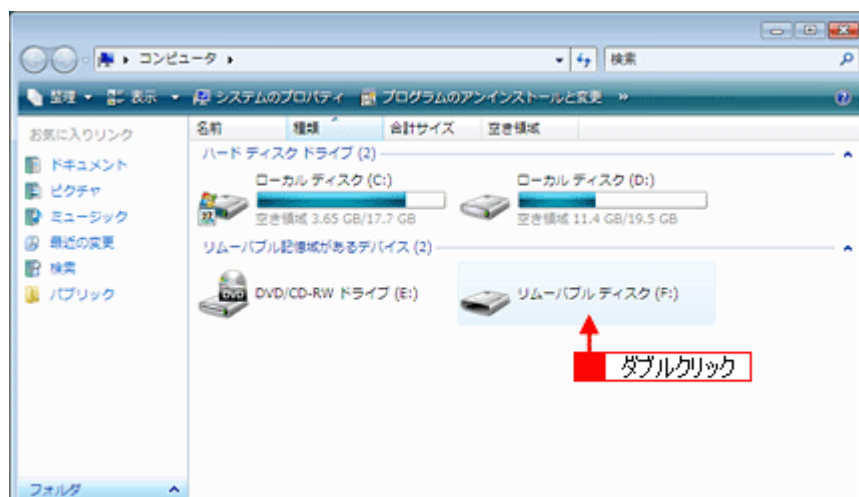 コンピュータ
検索
整理 表示 システムのプロパティ プログラムのアンインストールと変更 »
お気に入りリンク
ドキュメント
ピクチャ
ミュージック
最近の変更
検索
パブリック
フォルダ
名前 種類 合計サイズ 空き領域
ハード ディスク ドライブ (2)
ローカル ディスク (C:)
空き領域 3.65 GB/17.7 GB
ローカル ディスク (D:)
空き領域 11.4 GB/19.5 GB
リムーバブル記憶域があるデバイス (2)
DVD/CD-RW ドライブ (E:)
リムーバブル ディスク (F:)
ダブルクリック